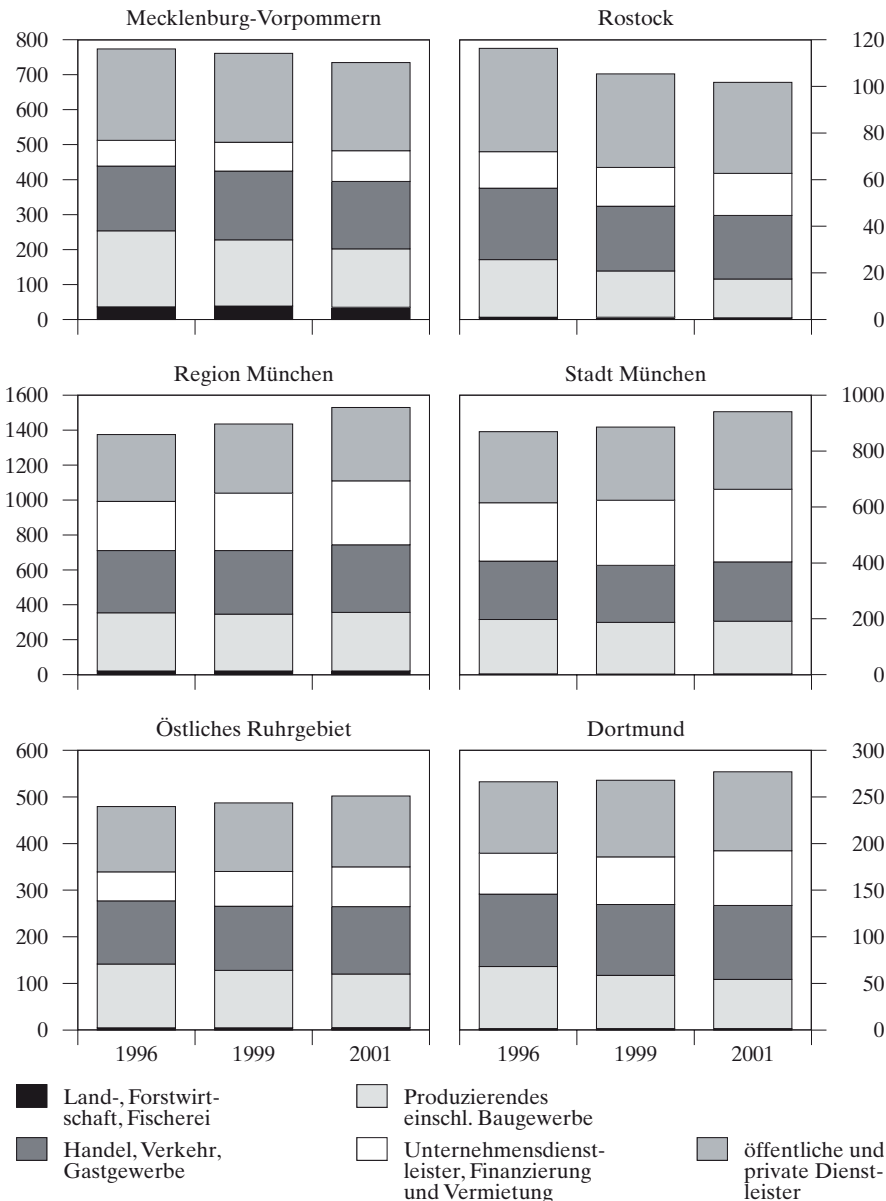 Mecklenburg-Vorpommern
800
700
600
500
400
300
200
100
0
Rostock
120
100
80
60
40
20
0
Region München
1600
1400
1200
1000
800
600
400
200
0
Stadt München
1000
800
600
400
200
0
Östliches Ruhrgebiet
600
500
400
300
200
100
0
1996 1999 2001
Dortmund
300
250
200
150
100
50
0
1996 1999 2001
Land-, Forstwirt-
schaft, Fischerei
Produzierendes
einschl. Baugewerbe
Handel, Verkehr,
Gastgewerbe
Unternehmensdienst-
leister, Finanzierung
und Vermietung
öffentliche und
private Dienst-
leister